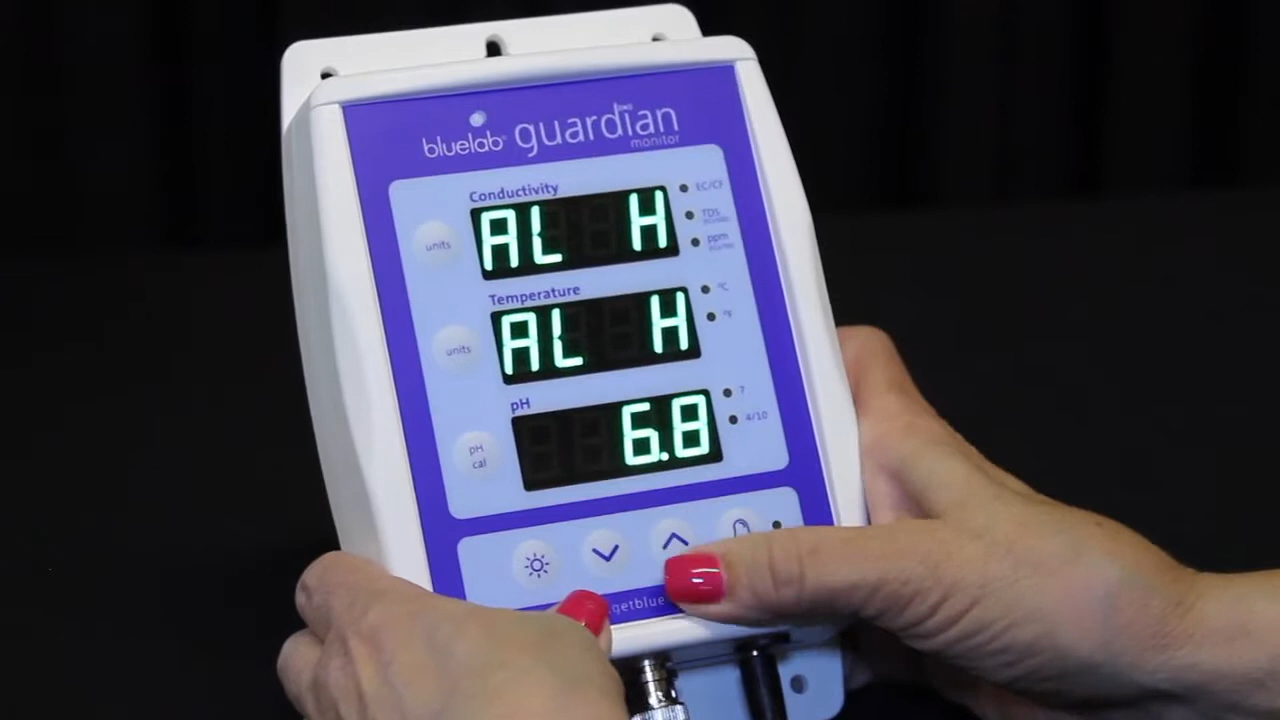 bluelab guardian
monitor
Conductivity
units
AL H
EC/CF
TDS
ppm
Temperature
units
AL H
°C
°F
pH
pH
cal
6.8
7
4/10
getblue